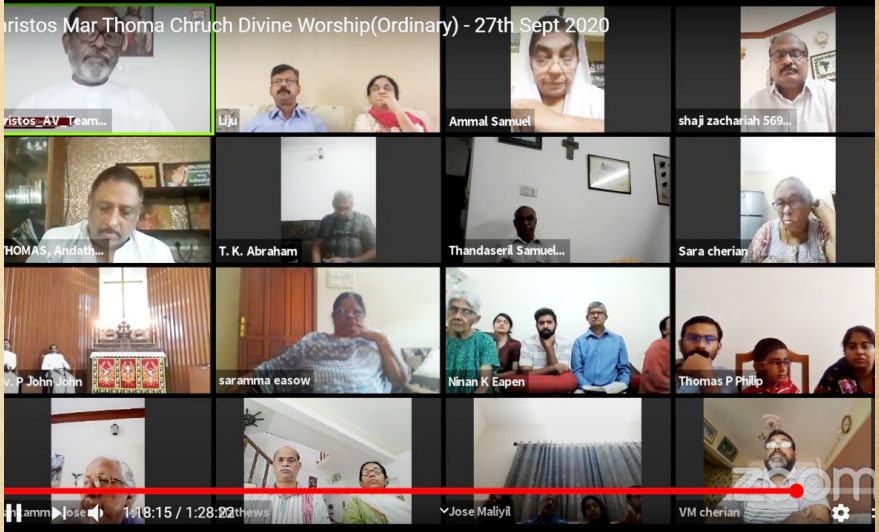 ristos Mar Thoma Chruch Divine Worship(Ordinary) - 27th Sept 2020
ristos_AV_Team...
Liju
Ammal Samuel
shaji zachariah 569...
THOMAS, Andath...
T. K. Abraham
Thandaseril Samuel...
Sara cherian
v. P John John
saramma easow
Ninan K Eapen
Thomas P Philip
Jose Maliyil
VM cherian
zoom
1:18:15 / 1:28:22